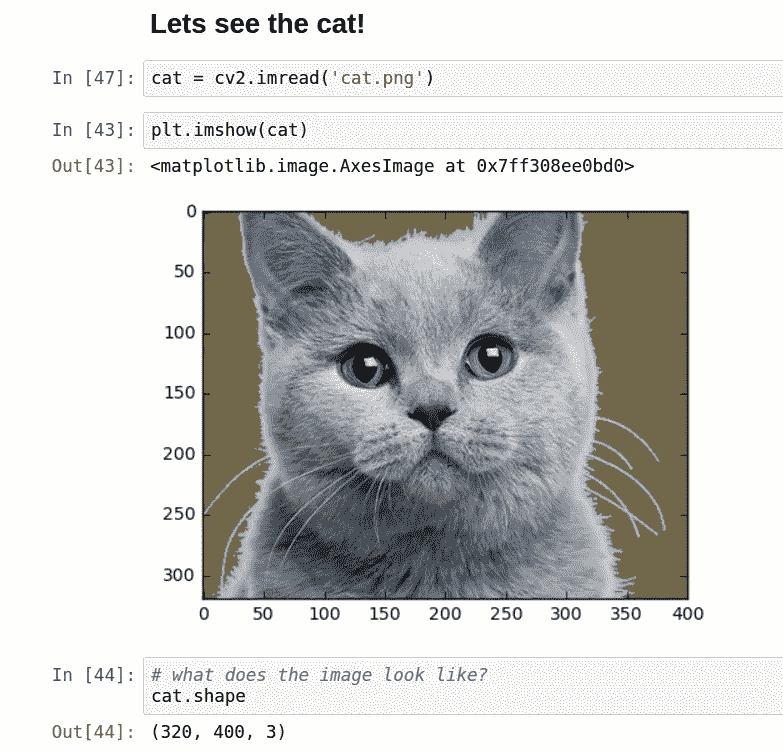 Lets see the cat!
In [47]: cat = cv2.imread('cat.png')
In [43]: plt.imshow(cat)
Out[43]: <matplotlib.image.AxesImage at 0x7ff308ee0bd0>
0
50
100
150
200
250
300
0 50 100 150 200 250 300 350 400
In [44]: # what does the image look like?
cat.shape
Out[44]: (320, 400, 3)